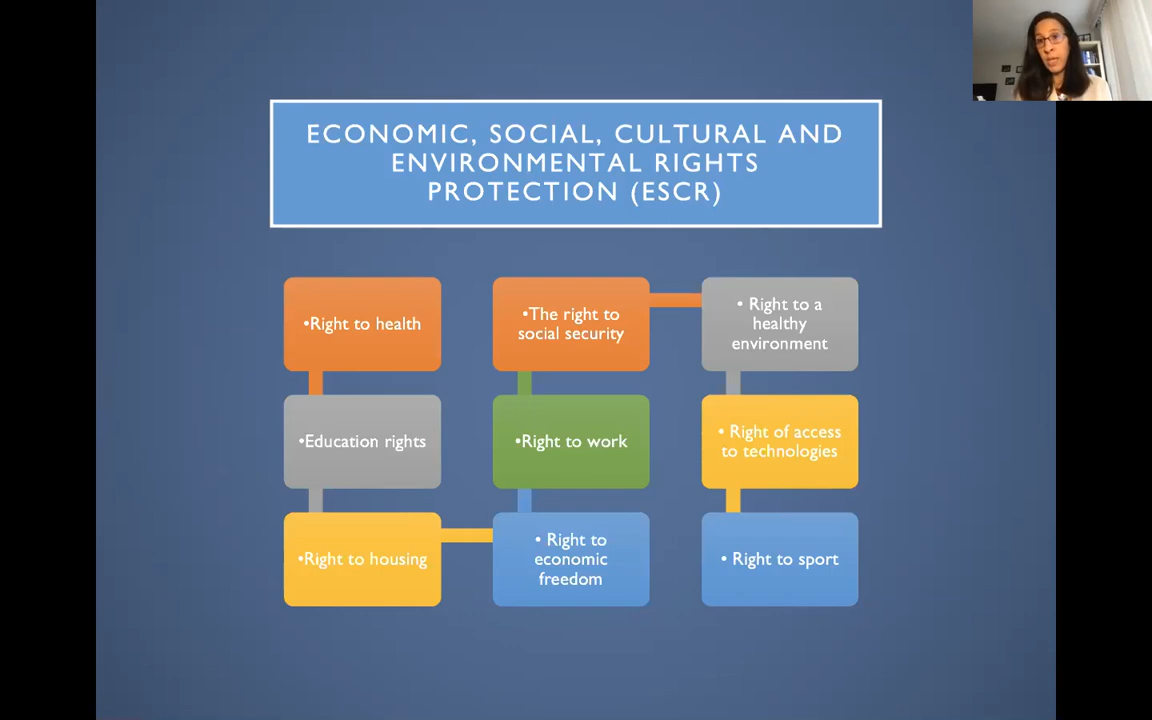 ECONOMIC, SOCIAL, CULTURAL AND
ENVIRONMENTAL RIGHTS
PROTECTION (ESCR)
•Right to health
•Education rights
•Right to housing
• Right to
economic
freedom
•Right to work
•The right to
social security
• Right to a
healthy
environment
• Right of access
to technologies
• Right to sport